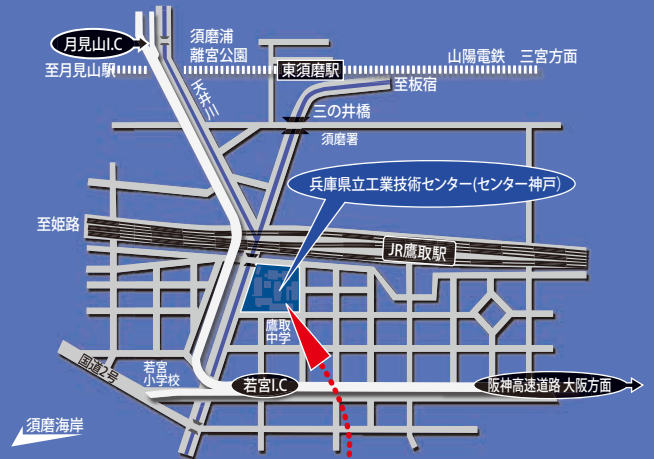 月見山I.C
須磨浦
離宮公園
山陽電鉄 三宮方面
至月見山駅
東須磨駅
至板宿
天井川
三の井橋
須磨署
兵庫県立工業技術センター(センター神戸)
至姫路
JR鷹取駅
鷹取
中学
国道2号
若宮
小学校
若宮I.C
阪神高速道路 大阪方面
須磨海岸